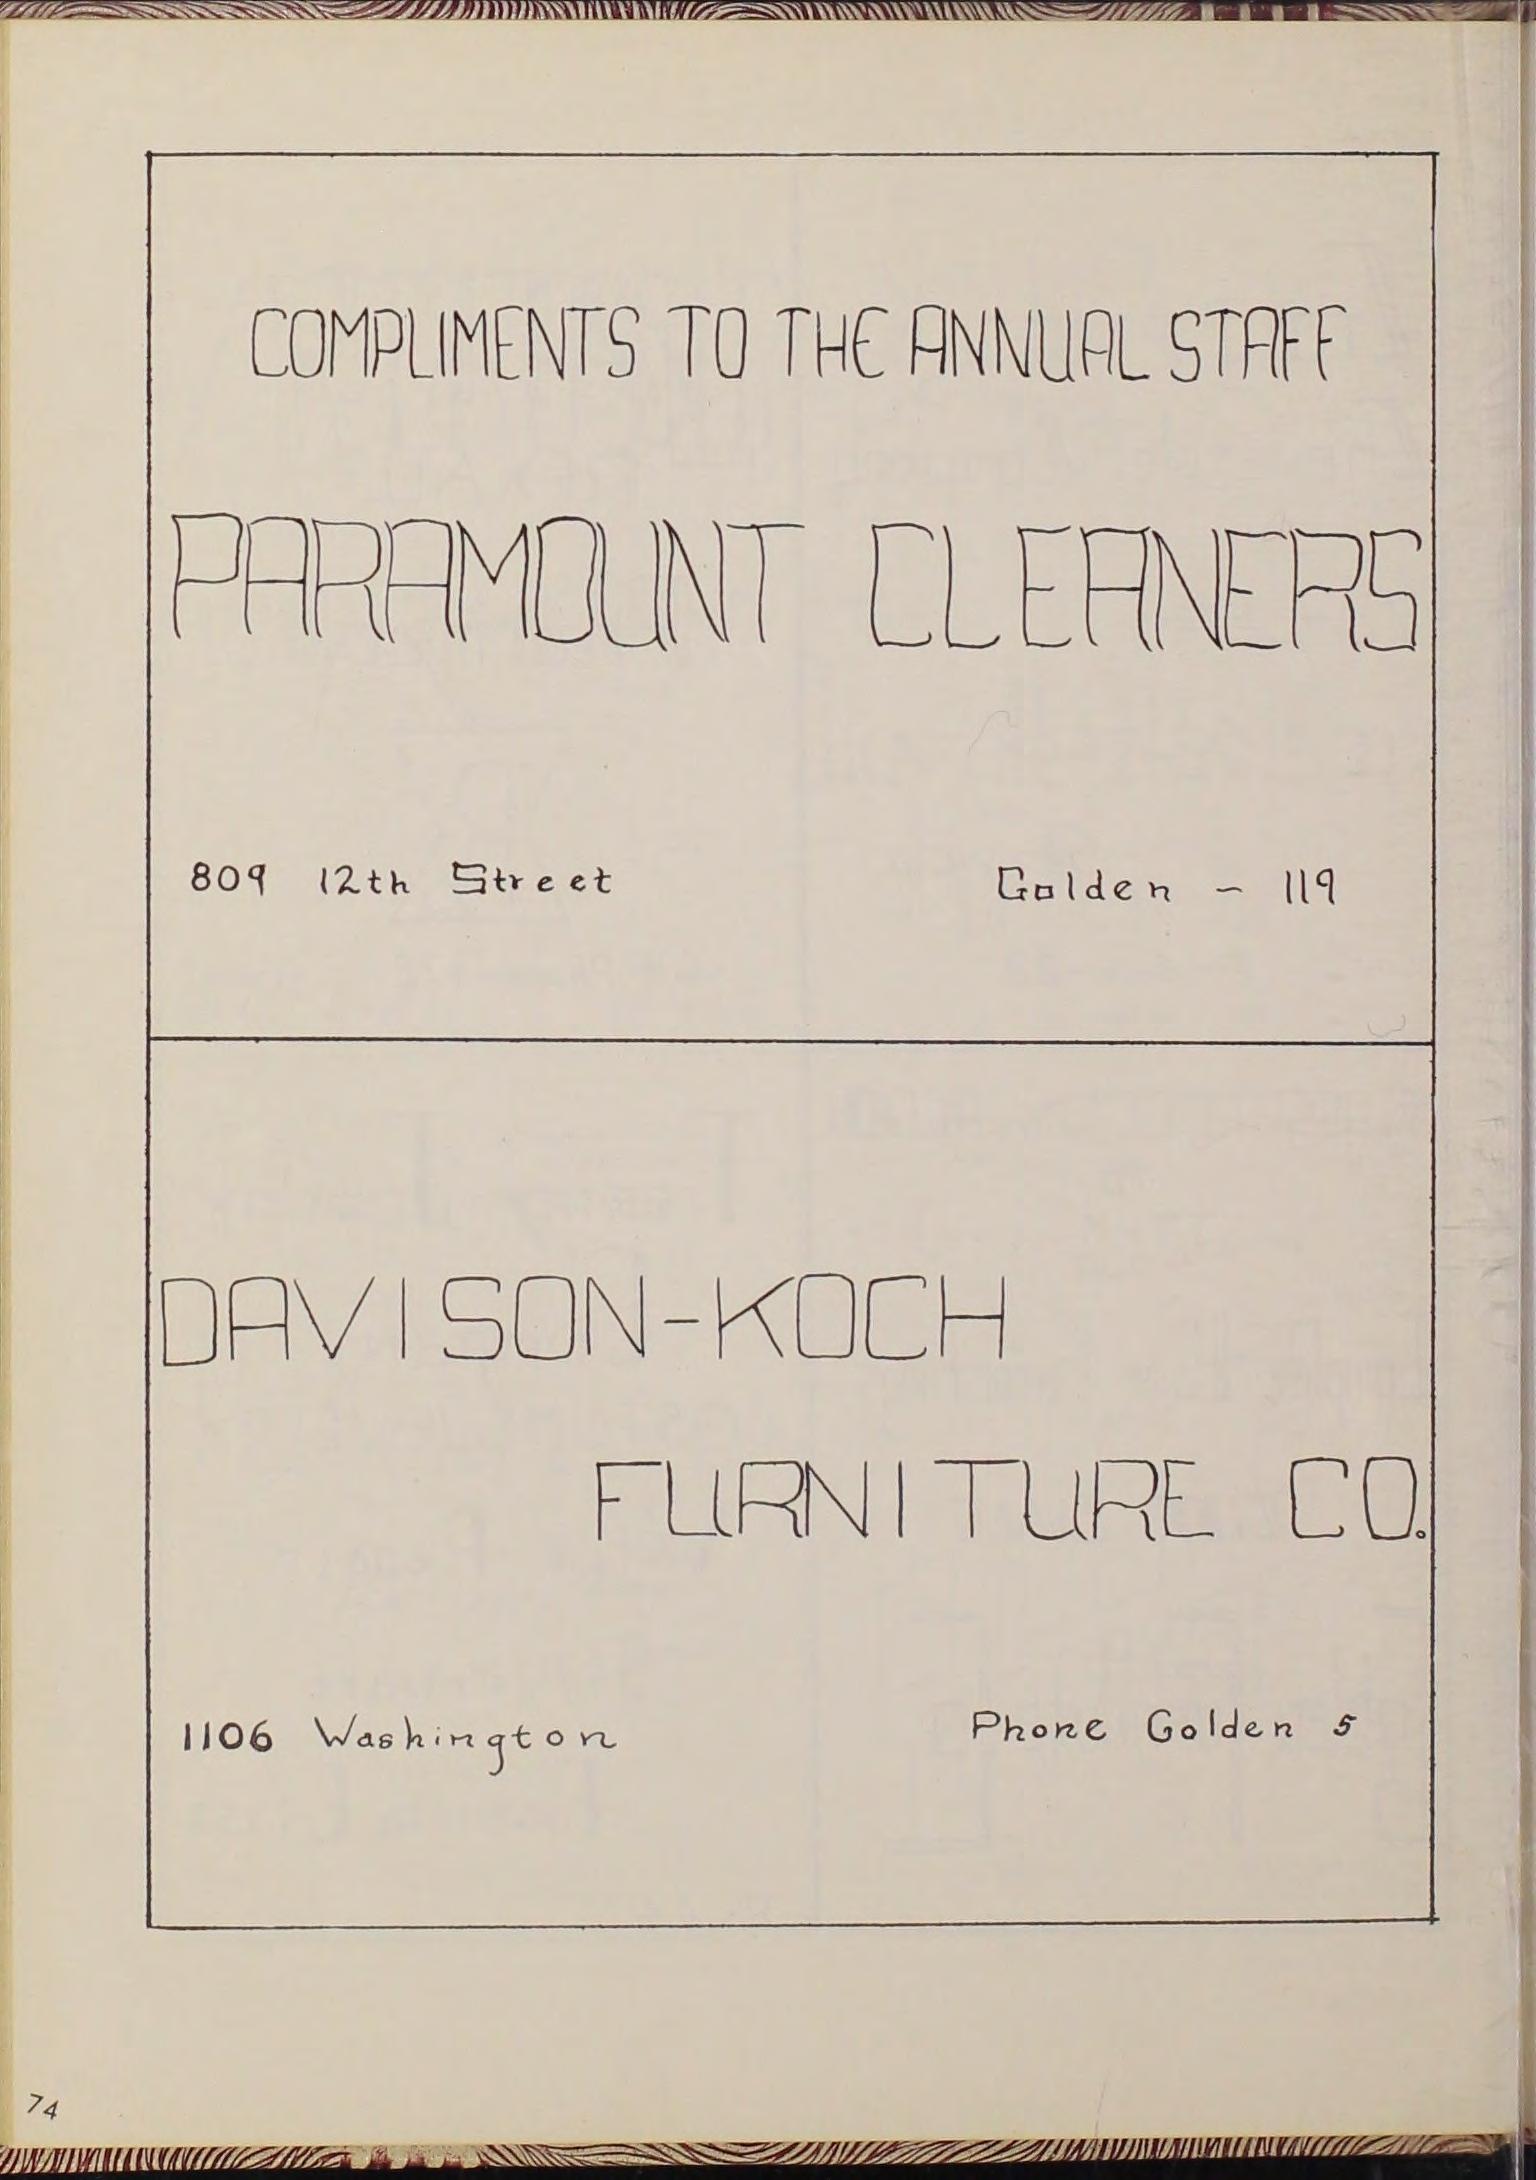 COMPLIMENTS TO THE ANNUAL STAFF
PARAMOUNT CLEANERS
809 12th Street Golden - 119
DAVISON-KOCH
FURNITURE CO.
1106 Washington Phone Golden 5
74